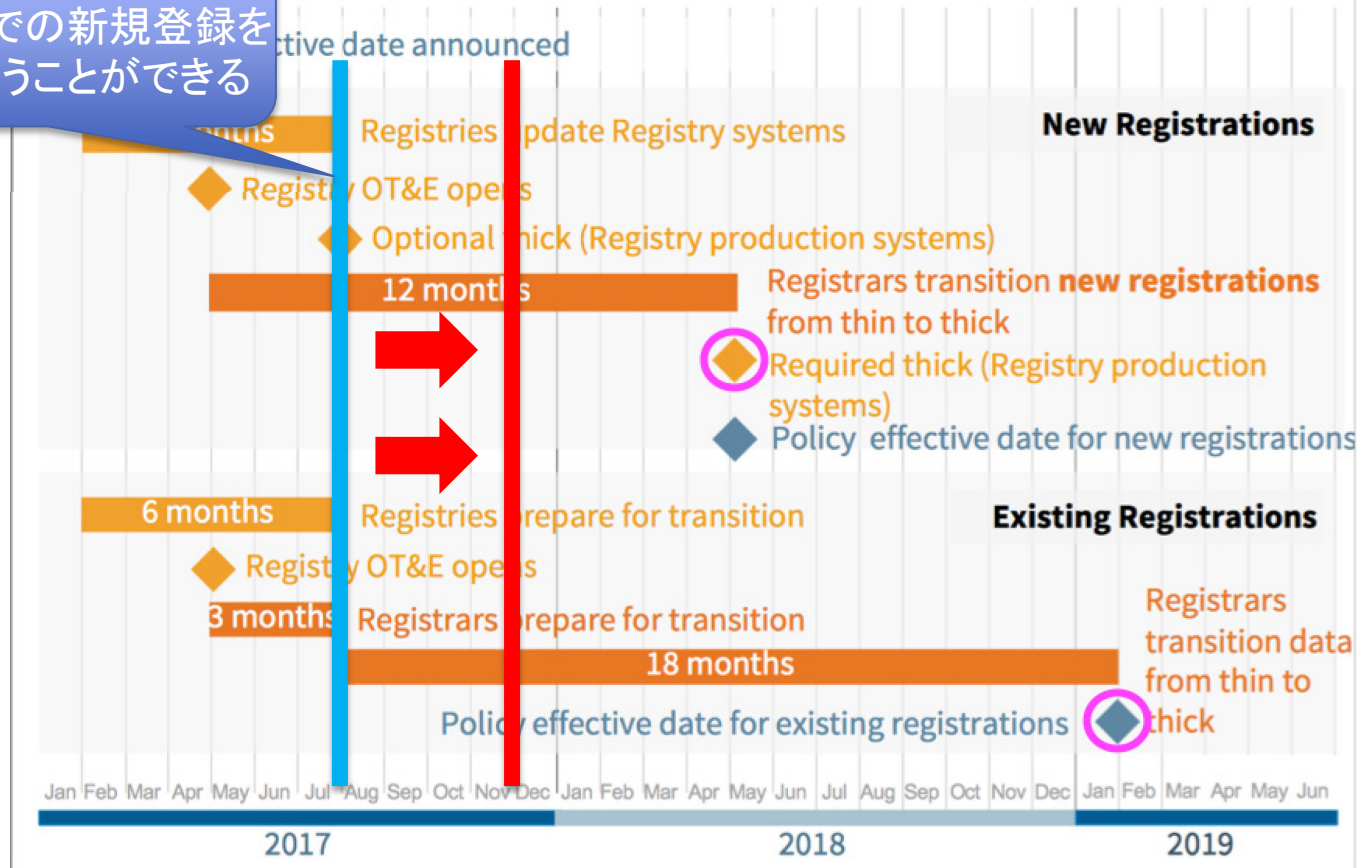 での新規登録を
うことができる
ctive date announced
New Registrations
Registries update Registry systems
Registry OT&E opens
Optional thick (Registry production systems)
12 months
Registrars transition new registrations
from thin to thick
Required thick (Registry production
systems)
Policy effective date for new registrations
Existing Registrations
6 months
Registries prepare for transition
Registry OT&E opens
3 months
Registrars prepare for transition
18 months
Registrars
transition data
from thin to
thick
Policy effective date for existing registrations
Jan Feb Mar Apr May Jun Jul Aug Sep Oct Nov Dec Jan Feb Mar Apr May Jun Jul Aug Sep Oct Nov Dec Jan Feb Mar Apr May Jun
2017 2018 2019